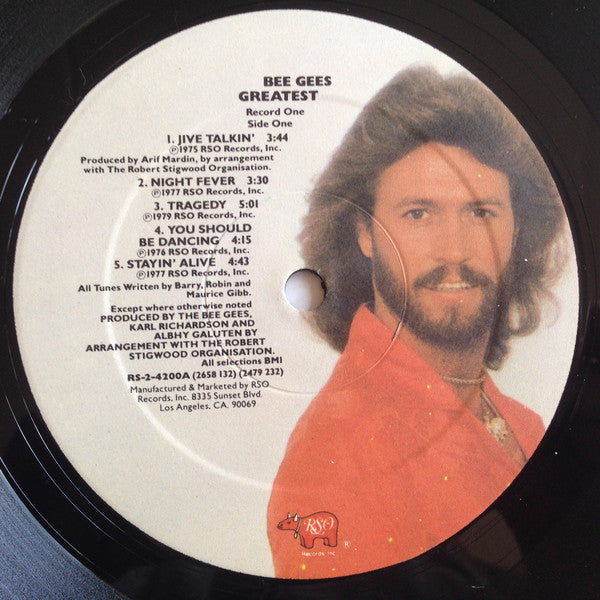 BEE GEES
GREATEST
Record One
Side One
1. JIVE TALKIN' 3:44
℗1975 RSO Records, Inc.
Produced by Arif Mardin, by arrangement
with The Robert Stigwood Organisation.
2. NIGHT FEVER 3:30
℗1977 RSO Records, Inc.
3. TRAGEDY 5:01
℗1979 RSO Records, Inc.
4. YOU SHOULD
BE DANCING 4:15
℗1976 RSO Records, Inc.
5. STAYIN' ALIVE 4:43
℗1977 RSO Records, Inc.
All Tunes Written by Barry, Robin and
Maurice Gibb.
Except where otherwise noted
PRODUCED BY THE BEE GEES,
KARL RICHARDSON AND
ALBHY GALUTEN BY
ARRANGEMENT WITH THE ROBERT
STIGWOOD ORGANISATION.
All selections BMI
RS-2-4200A (2658 132) (2479 232)
Manufactured & Marketed by RSO
Records, Inc. 8335 Sunset Blvd.
Los Angeles, CA. 90069
RSO
Records, Inc.
®